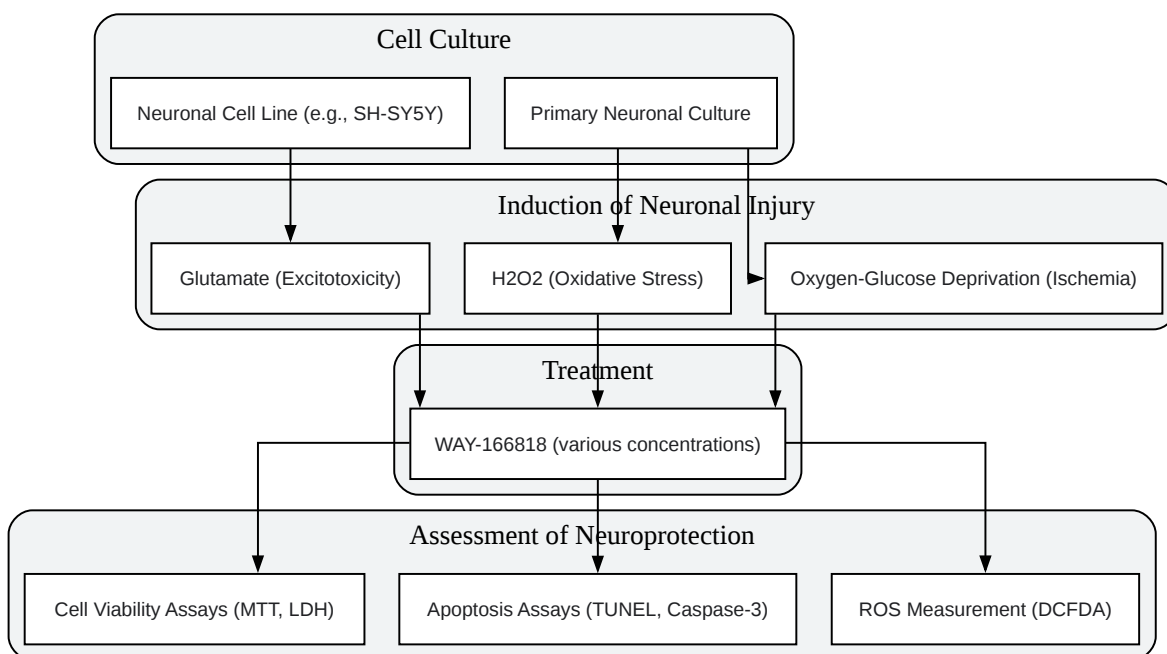 Cell Culture
Neuronal Cell Line (e.g., SH-SY5Y)
Primary Neuronal Culture
Induction of Neuronal Injury
Glutamate (Excitotoxicity)
H2O2 (Oxidative Stress)
Oxygen-Glucose Deprivation (Ischemia)
Treatment
WAY-166818 (various concentrations)
Assessment of Neuroprotection
Cell Viability Assays (MTT, LDH)
Apoptosis Assays (TUNEL, Caspase-3)
ROS Measurement (DCFDA)